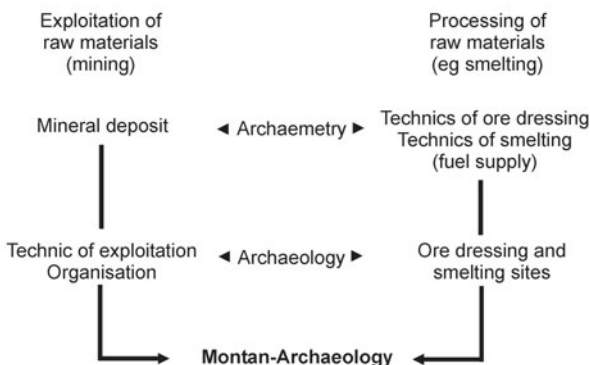 Exploitation of
raw materials
(mining)
Processing of
raw materials
(eg smelting)
Mineral deposit
◄ Archaemetry ►
Technics of ore dressing
Technics of smelting
(fuel supply)
Technic of exploitation
Organisation
◄ Archaeology ►
Ore dressing and
smelting sites
Montan-Archaeology